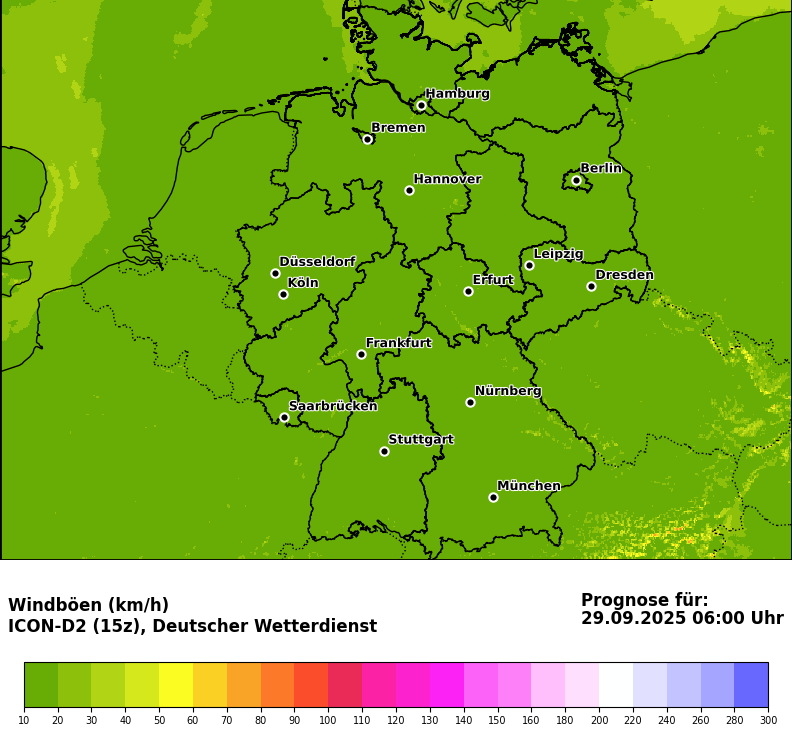 Hamburg
Bremen
Berlin
Hannover
Leipzig
Düsseldorf
Dresden
Köln
Erfurt
Frankfurt
Nürnberg
Saarbrücken
Stuttgart
München
Windböen (km/h)
ICON-D2 (15z), Deutscher Wetterdienst
Prognose für:
29.09.2025 06:00 Uhr
10 20 30 40 50 60 70 80 90 100 110 120 130 140 150 160 180 200 220 240 260 280 300